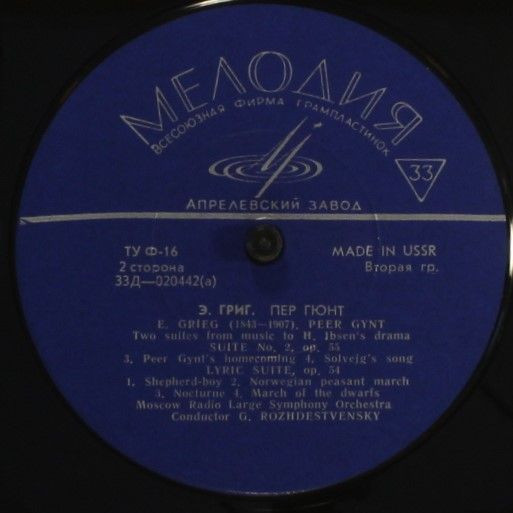 МЕЛОДИЯ
ВСЕСОЮЗНАЯ ФИРМА ГРАМПЛАСТИНОК
33
АПРЕЛЕВСКИЙ ЗАВОД
ТУ Ф-16
MADE IN USSR
2 сторона
Вторая гр.
33Д—020442(а)
Э. ГРИГ. ПЕР ГЮНТ
E. GRIEG (1843—1907), PEER GYNT
Two suites from music to H. Ibsen's drama
SUITE No. 2, op. 55
3. Peer Gynt's homecoming 4. Solvejg's song
LYRIC SUITE, op. 54
1. Shepherd-boy 2. Norwegian peasant march
3. Nocturne 4. March of the dwarfs
Moscow Radio Large Symphony Orchestra
Conductor G. ROZHDESTVENSKY